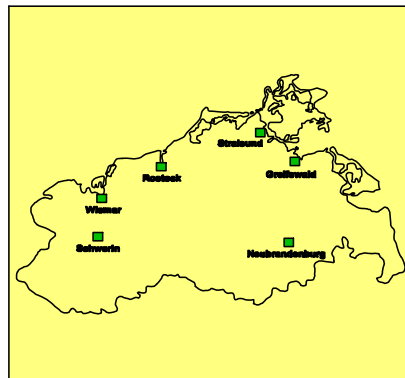 Stralsund
Rostock
Greifswald
Wismar
Schwerin
Neubrandenburg